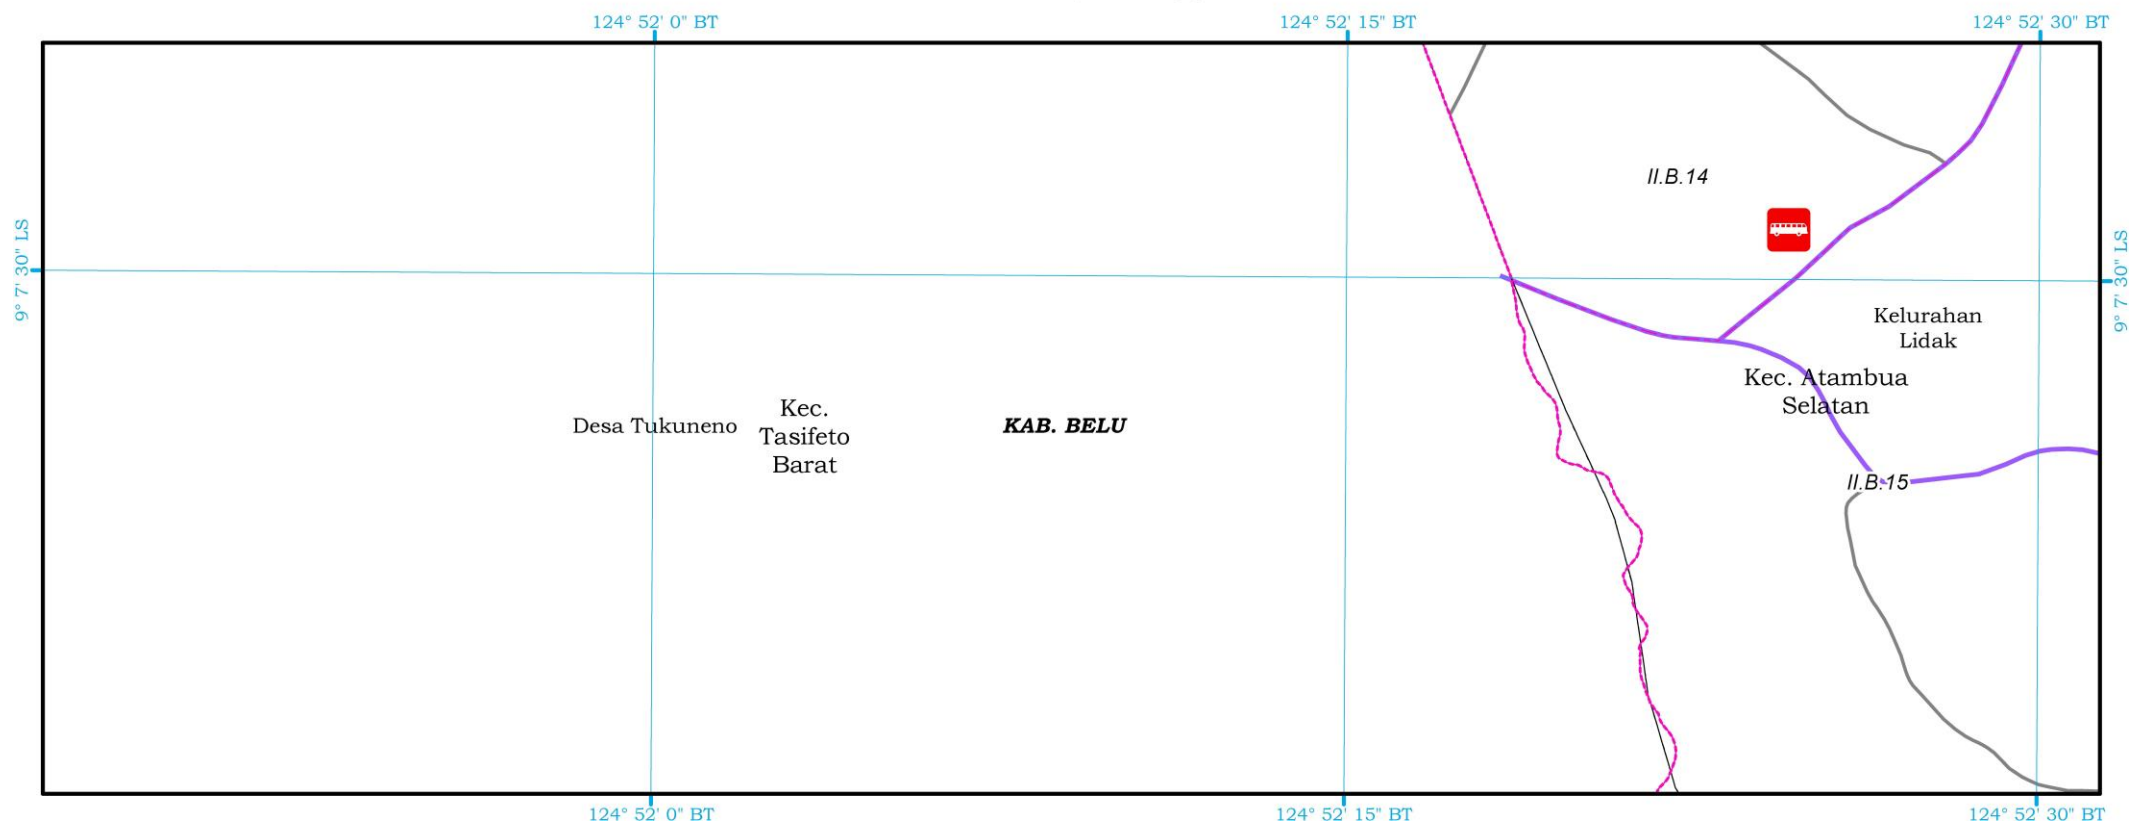 124° 52' 0" BT
124° 52' 15" BT
124° 52' 30" BT
II.B.14
9° 7' 30" LS
9° 7' 30" LS
Kelurahan
Lidak
Kec. Atambua
Selatan
Desa Tukuneno
Kec.
Tasifeto
Barat
KAB. BELU
II.B.15
124° 52' 0" BT
124° 52' 15" BT
124° 52' 30" BT